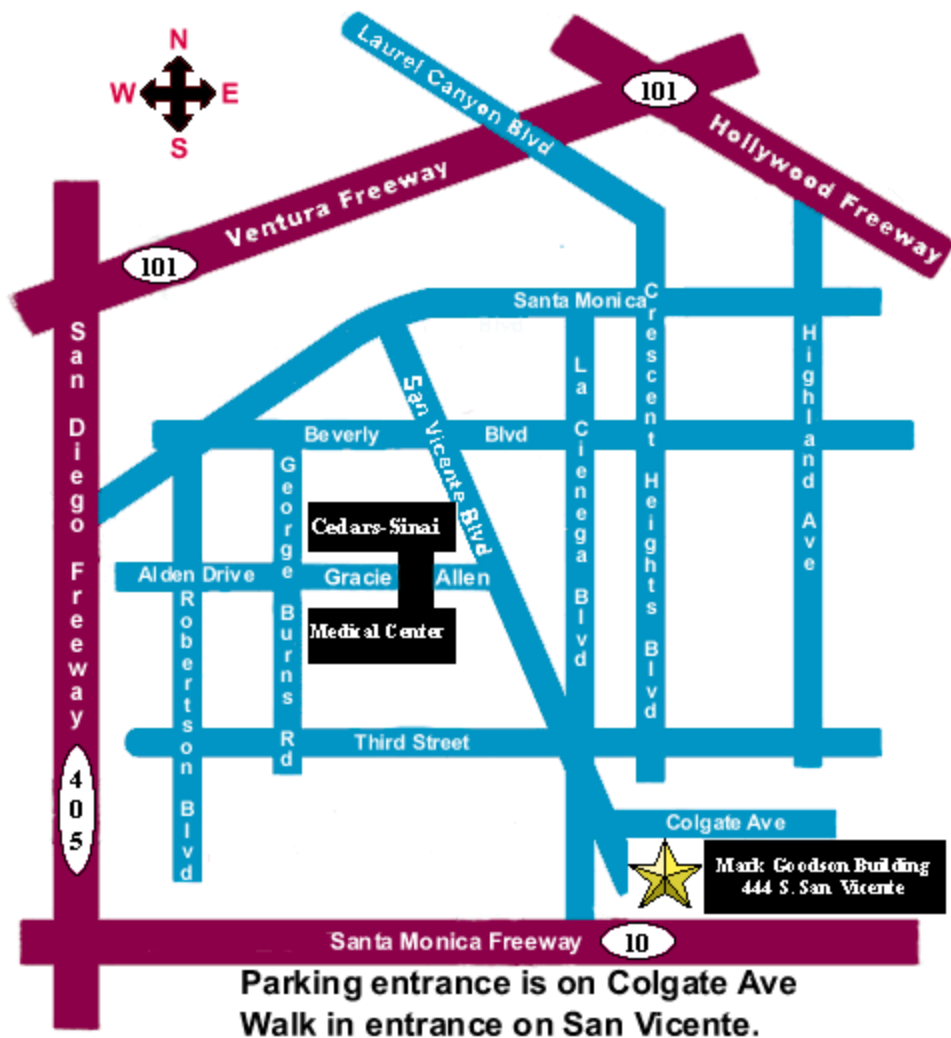 N
W E
S
Laurel Canyon Blvd
101
Hollywood Freeway
Ventura Freeway
101
Santa Monica
Blvd
San Diego Freeway
405
Crescent Heights Blvd
La Cienega Blvd
Highland Ave
San Vicente Blvd
Beverly Blvd
George Burns Rd
Cedars-Sinai
Medical Center
Alden Drive
Gracie Allen
Robertson Blvd
Third Street
Colgate Ave
Mark Goodson Building
444 S. San Vicente
Santa Monica Freeway 10
Parking entrance is on Colgate Ave
Walk in entrance on San Vicente.